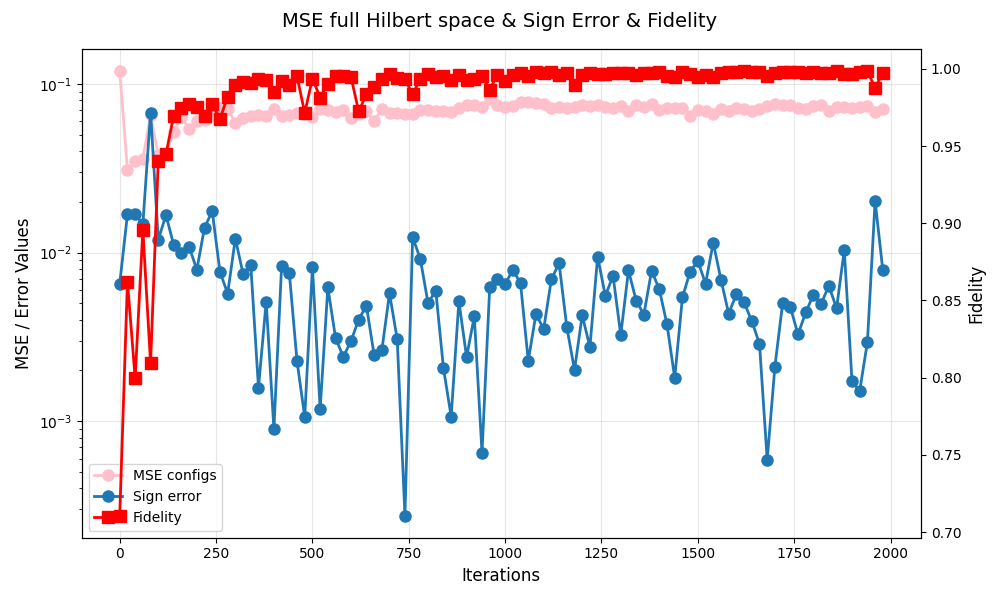 MSE full Hilbert space & Sign Error & Fidelity
MSE / Error Values
10⁻¹
10⁻²
10⁻³
1.00
0.95
0.90
0.85
0.80
0.75
0.70
Fidelity
MSE configs
Sign error
Fidelity
0 250 500 750 1000 1250 1500 1750 2000
Iterations